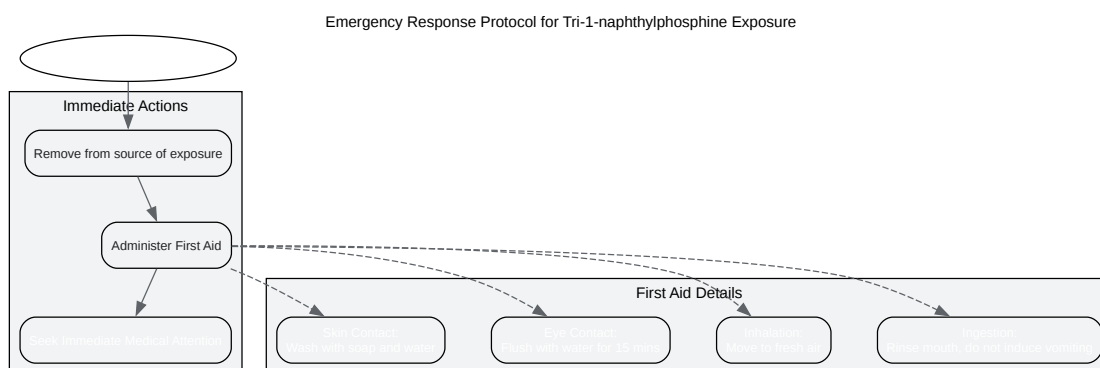 Emergency Response Protocol for Tri-1-naphthylphosphine Exposure
Immediate Actions
Remove from source of exposure
Administer First Aid
Seek Immediate Medical Attention
First Aid Details
Skin Contact:
Wash with soap and water
Eye Contact:
Flush with water for 15 mins
Inhalation:
Move to fresh air
Ingestion:
Rinse mouth, do not induce vomiting